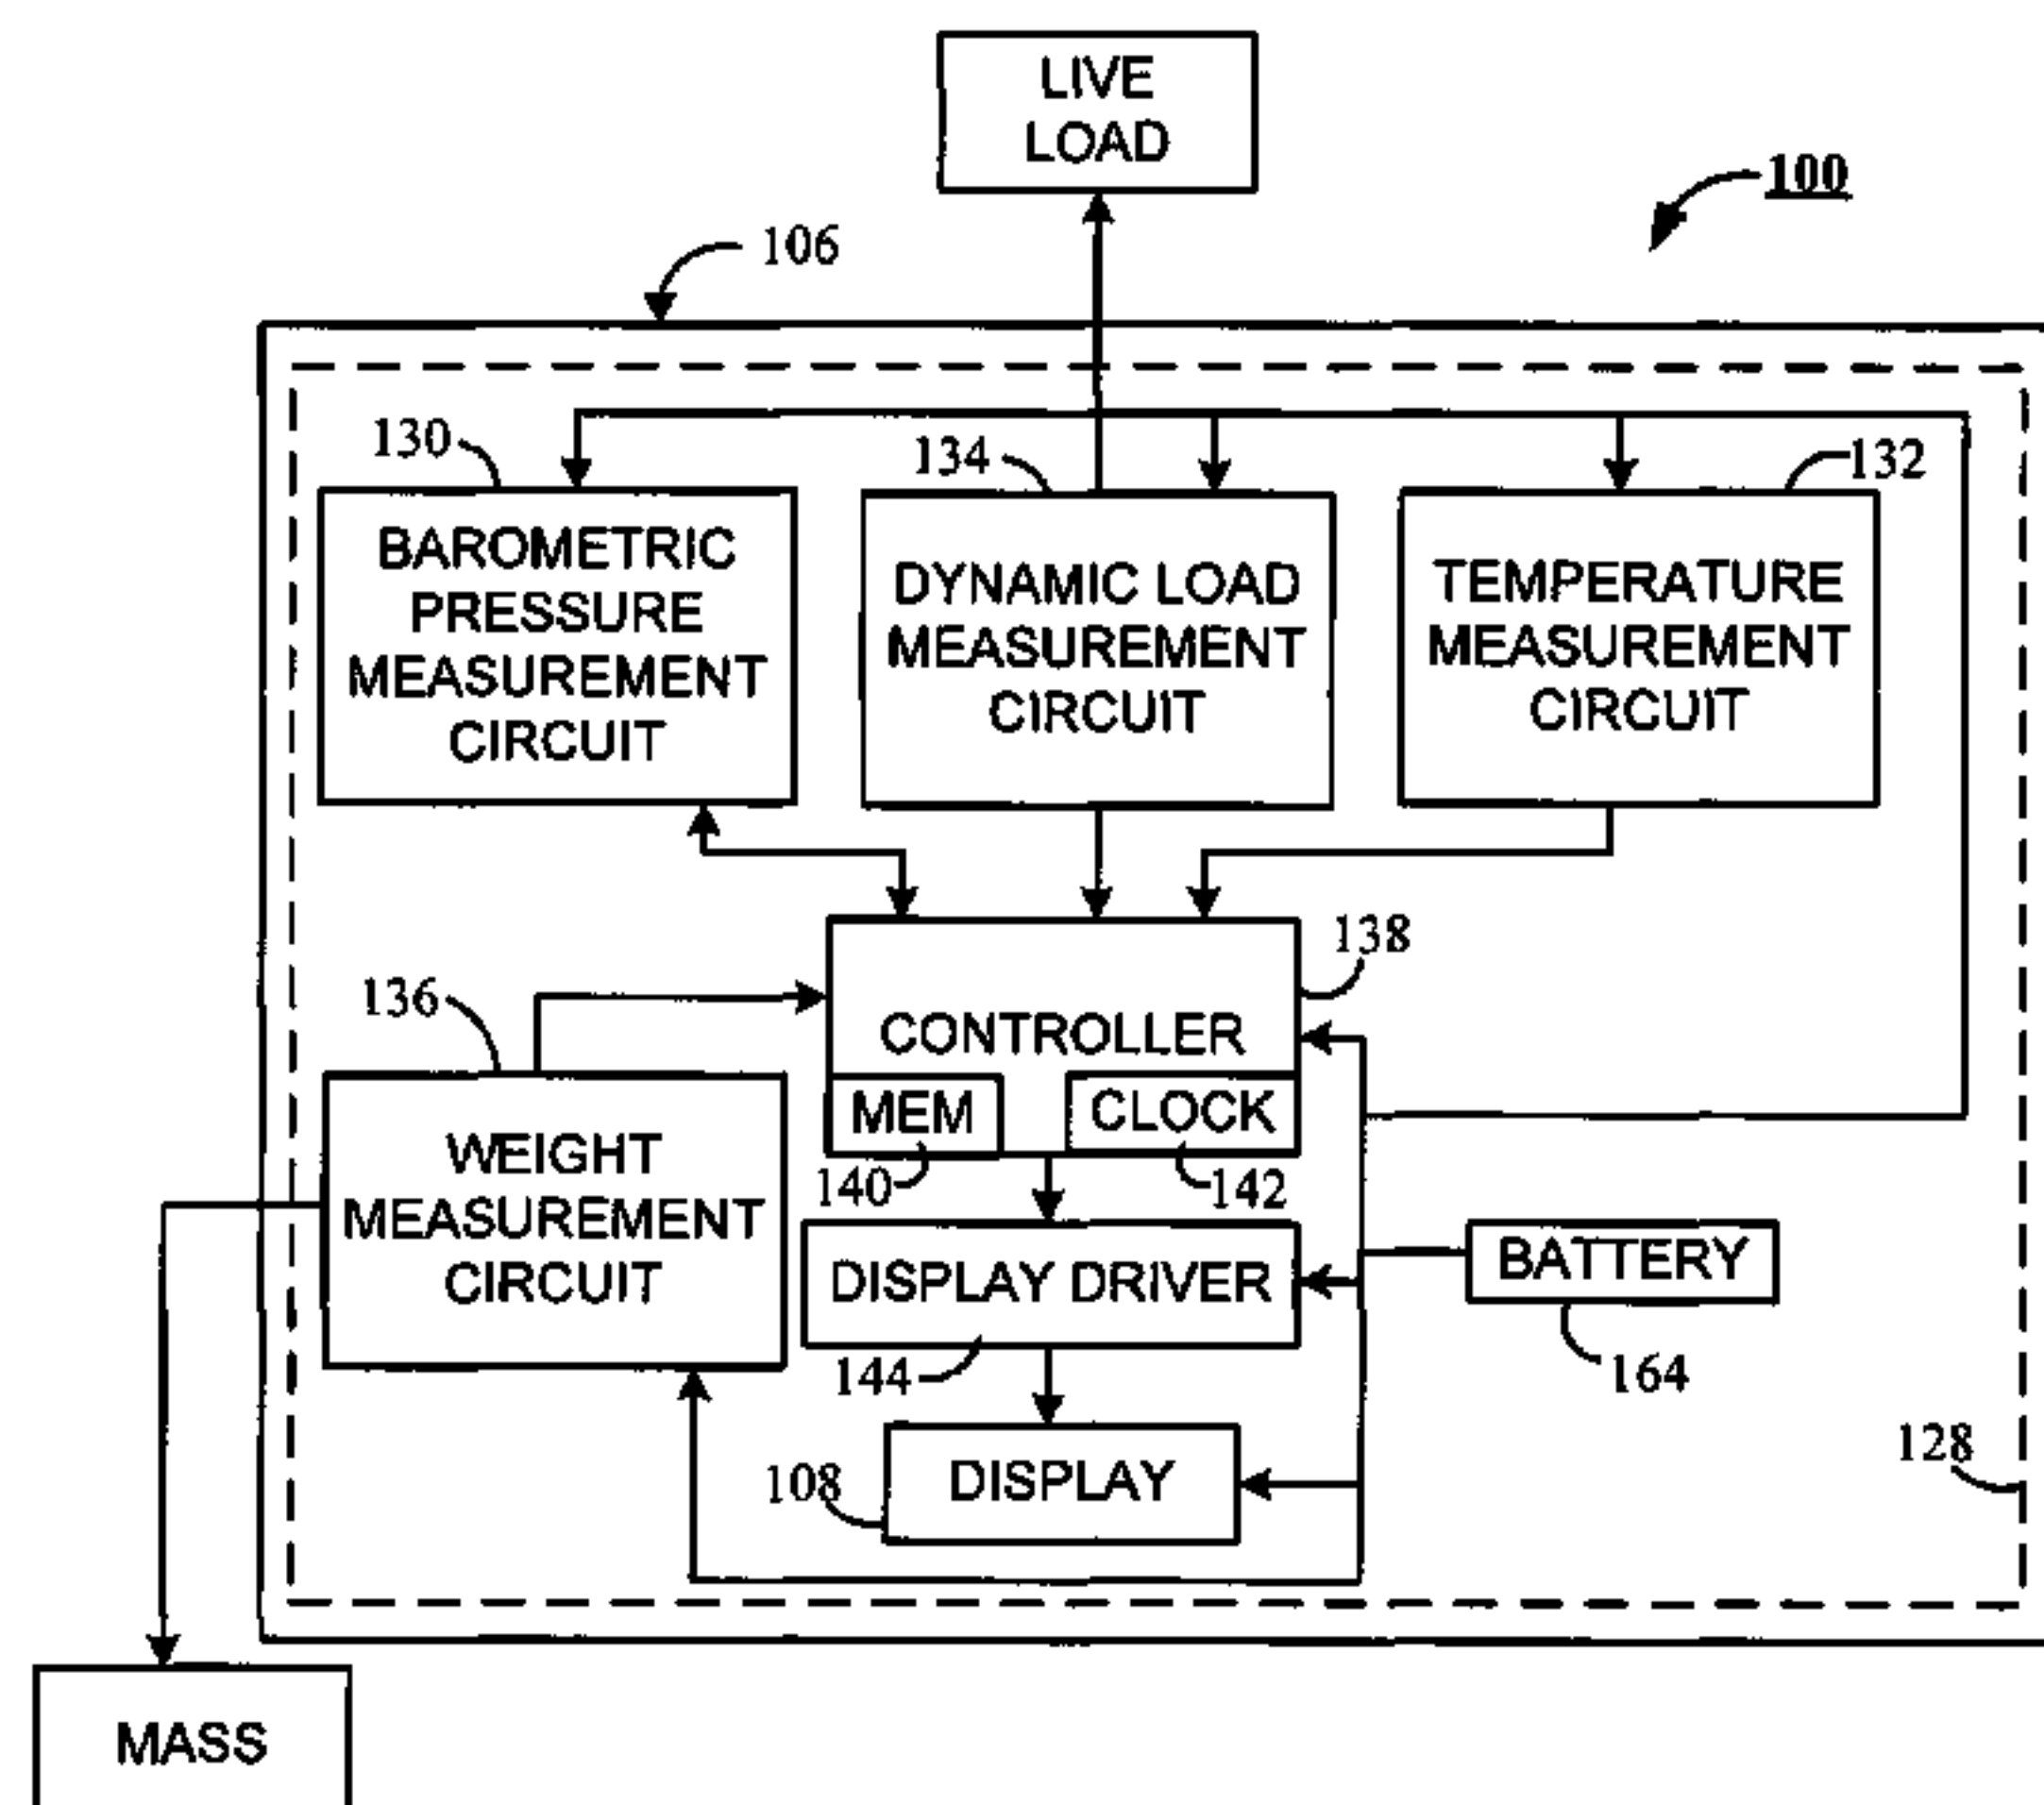 LIVE
LOAD
100
106
130
134
132
BAROMETRIC
PRESSURE
MEASUREMENT
CIRCUIT
DYNAMIC LOAD
MEASUREMENT
CIRCUIT
TEMPERATURE
MEASUREMENT
CIRCUIT
138
136
CONTROLLER
MEM
CLOCK
140
142
WEIGHT
MEASUREMENT
CIRCUIT
DISPLAY DRIVER
BATTERY
144
164
128
108
DISPLAY
MASS